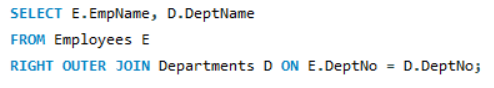 SELECT E.EmpName, D.DeptName
FROM Employees E
RIGHT OUTER JOIN Departments D ON E.DeptNo = D.DeptNo;